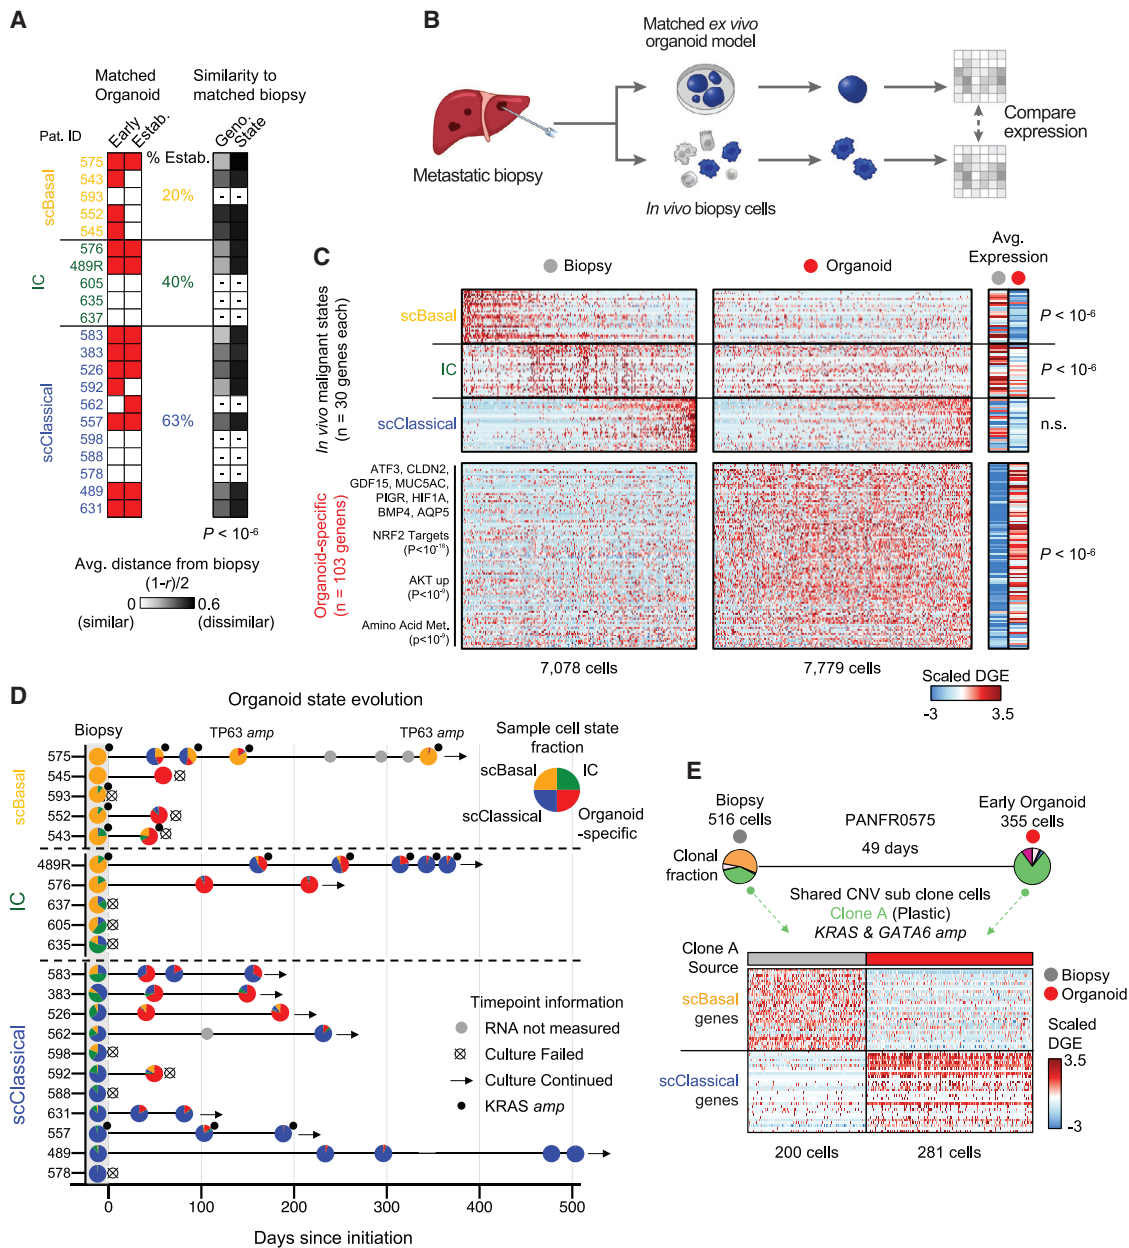 A
Matched Organoid
Similarity to matched biopsy
Pat. ID
Early
Estab.
% Estab.
Geno.
State
scBasal
575
543
593
552
545
20%
-
-
IC
576
489R
605
635
637
40%
-
-
-
-
-
-
scClassical
583
383
526
592
562
557
598
588
578
489
631
63%
-
-
-
-
-
-
-
-
P < 10-6
Avg. distance from biopsy
(1-r)/2
0
0.6
(similar)
(dissimilar)
B
Matched ex vivo
organoid model
Metastatic biopsy
In vivo biopsy cells
Compare
expression
C
Biopsy
Organoid
Avg.
Expression
In vivo malignant states
(n = 30 genes each)
scBasal
IC
scClassical
P < 10-6
P < 10-6
n.s.
Organoid-specific
(n = 103 genens)
ATF3, CLDN2,
GDF15, MUC5AC,
PIGR, HIF1A,
BMP4, AQP5
NRF2 Targets
(P<10-18)
AKT up
(P<10-9)
Amino Acid Met.
(p<10-9)
P < 10-6
7,078 cells
7,779 cells
Scaled DGE
-3
3.5
D
Organoid state evolution
Biopsy
TP63 amp
TP63 amp
Sample cell state
fraction
scBasal
IC
scClassical
Organoid
-specific
scBasal
575
545
593
552
543
IC
489R
576
637
605
635
scClassical
583
383
526
562
598
592
588
631
557
489
578
Timepoint information
RNA not measured
Culture Failed
Culture Continued
KRAS amp
0
100
200
300
400
500
Days since initiation
E
Biopsy
516 cells
PANFR0575
49 days
Early Organoid
355 cells
Clonal
fraction
Shared CNV sub clone cells
Clone A (Plastic)
KRAS & GATA6 amp
Clone A
Source
scBasal
genes
scClassical
genes
Biopsy
Organoid
Scaled
DGE
3.5
-3
200 cells
281 cells